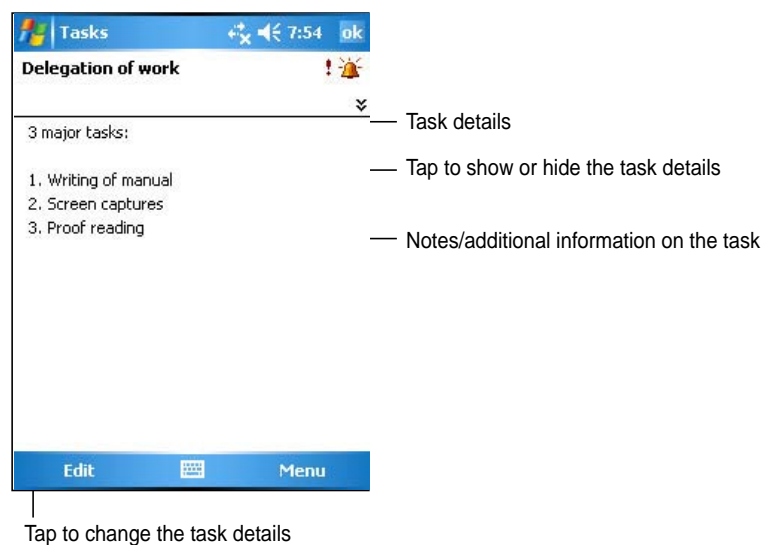 Tasks 7:54 ok
Delegation of work !
Task details
3 major tasks:
Tap to show or hide the task details
1. Writing of manual
2. Screen captures
3. Proof reading
Notes/additional information on the task
Edit Menu
Tap to change the task details